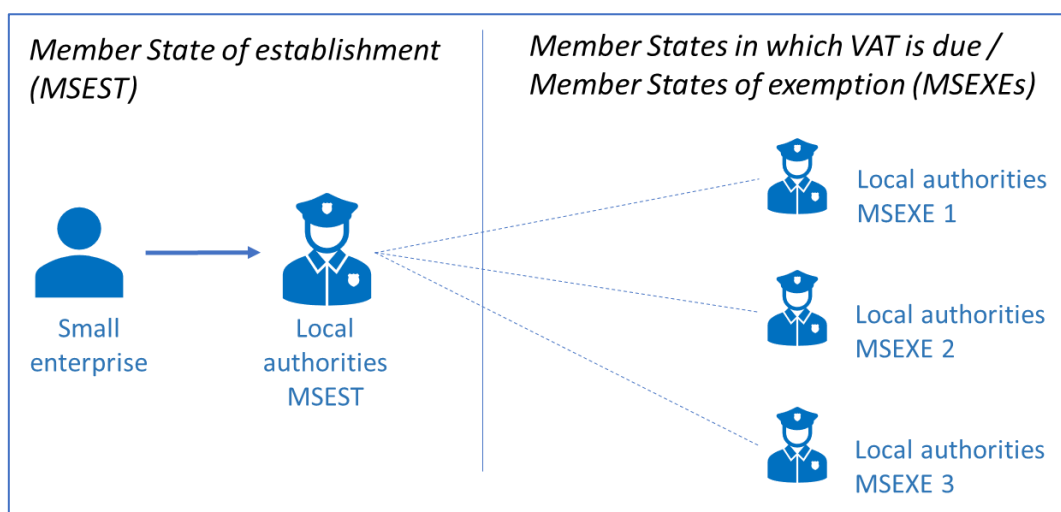 Member State of establishment
(MSEST)
Member States in which VAT is due /
Member States of exemption (MSEXEs)
Small
enterprise
Local
authorities
MSEST
Local authorities
MSEXE 1
Local authorities
MSEXE 2
Local authorities
MSEXE 3